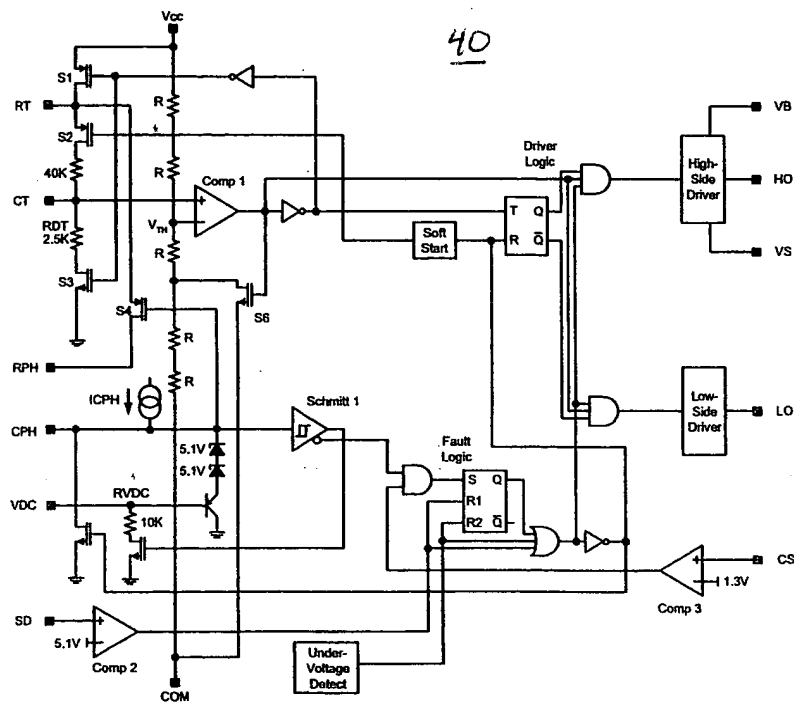 Vcc
40
S1
RT
R
VB
S2
R
Driver
Logic
High-
Side
Driver
HO
40K
Comp 1
CT
+
−
T Q
R Q̅
Soft
Start
RDT
2.5K
VTH
R
VS
S3
S4
S6
R
RPH
R
ICPH
Schmitt 1
Low-
Side
Driver
LO
CPH
5.1V
5.1V
Fault
Logic
S Q
R1
R2 Q̅
RVDC
VDC
10K
CS
+
−
1.3V
Comp 3
SD
+
−
5.1V
Comp 2
Under-
Voltage
Detect
COM